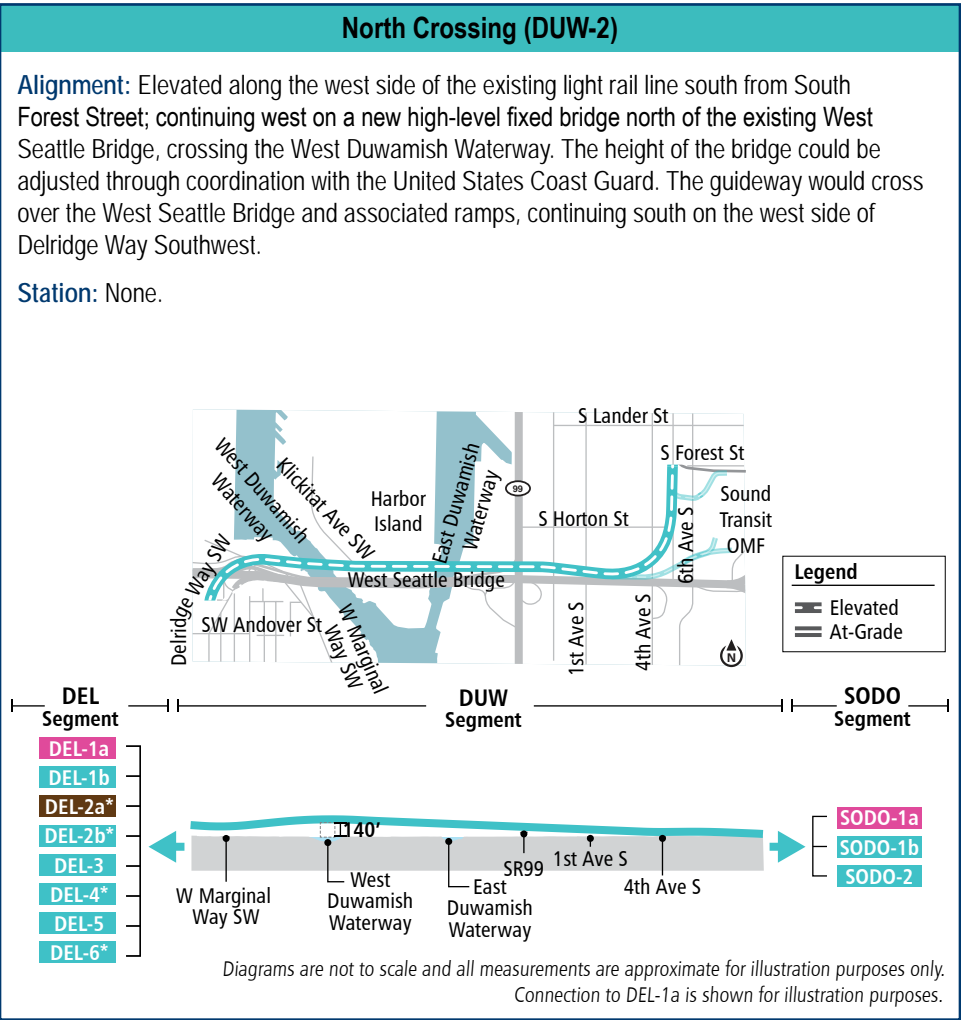 North Crossing (DUW-2)
Alignment: Elevated along the west side of the existing light rail line south from South
Forest Street; continuing west on a new high-level fixed bridge north of the existing West
Seattle Bridge, crossing the West Duwamish Waterway. The height of the bridge could be
adjusted through coordination with the United States Coast Guard. The guideway would cross
over the West Seattle Bridge and associated ramps, continuing south on the west side of
Delridge Way Southwest.
Station: None.
S Lander St
S Forest St
West Duwamish
Waterway
Klickitat Ave SW
Harbor
Island
East Duwamish
Waterway
99
S Horton St
6th Ave S
Sound
Transit
OMF
Delridge Way SW
West Seattle Bridge
SW Andover St
W Marginal
Way SW
1st Ave S
4th Ave S
N
Legend
Elevated
At-Grade
DEL
Segment
DUW
Segment
SODO
Segment
DEL-1a
DEL-1b
DEL-2a*
DEL-2b*
DEL-3
DEL-4*
DEL-5
DEL-6*
140’
W Marginal
Way SW
West
Duwamish
Waterway
East
Duwamish
Waterway
SR99
1st Ave S
4th Ave S
SODO-1a
SODO-1b
SODO-2
Diagrams are not to scale and all measurements are approximate for illustration purposes only.
Connection to DEL-1a is shown for illustration purposes.